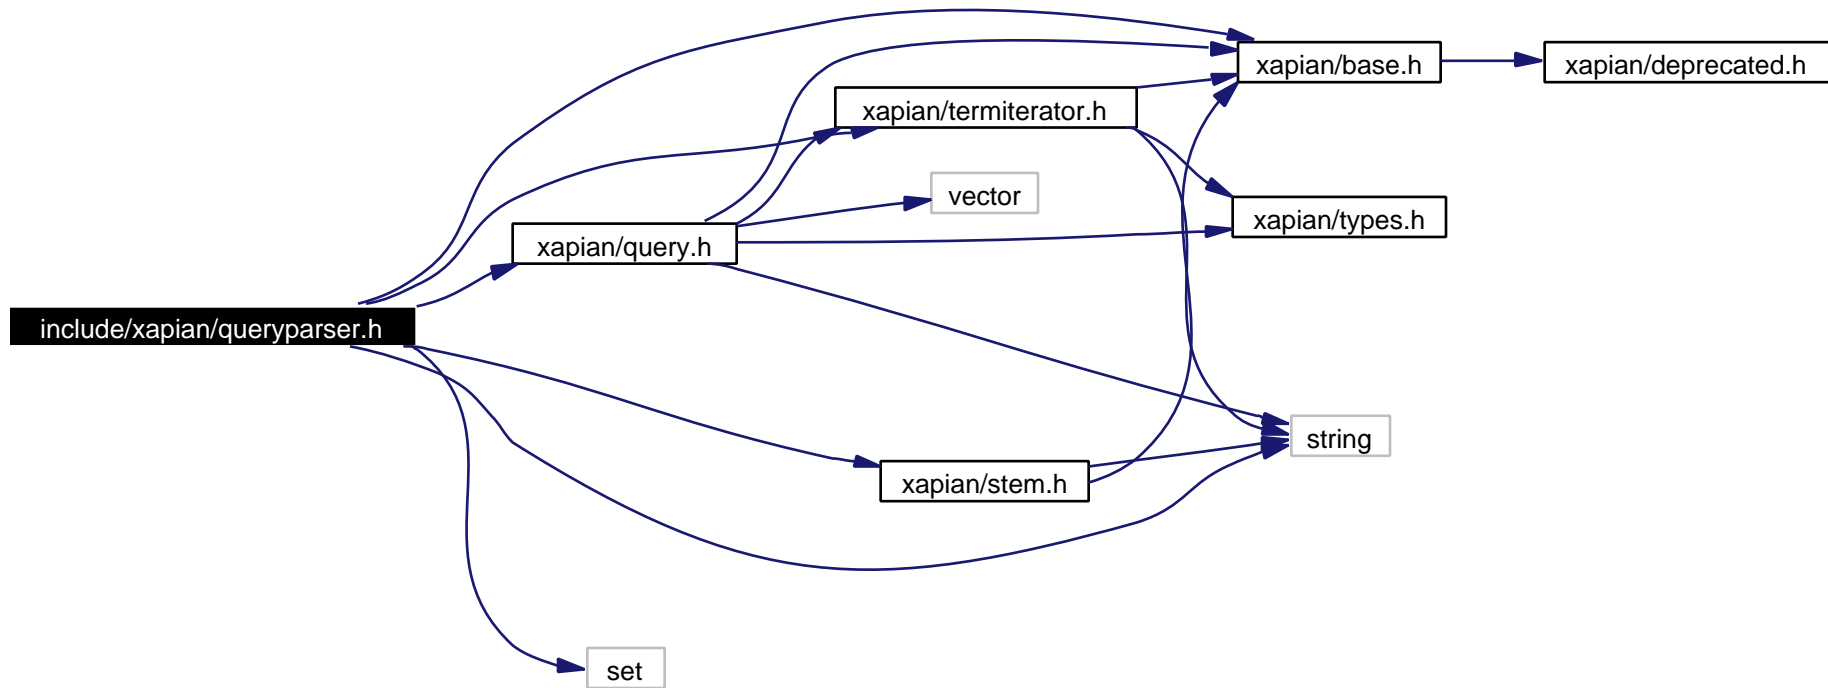 xapian/base.h
xapian/deprecated.h
xapian/termiterator.h
vector
xapian/types.h
xapian/query.h
include/xapian/queryparser.h
string
xapian/stem.h
set